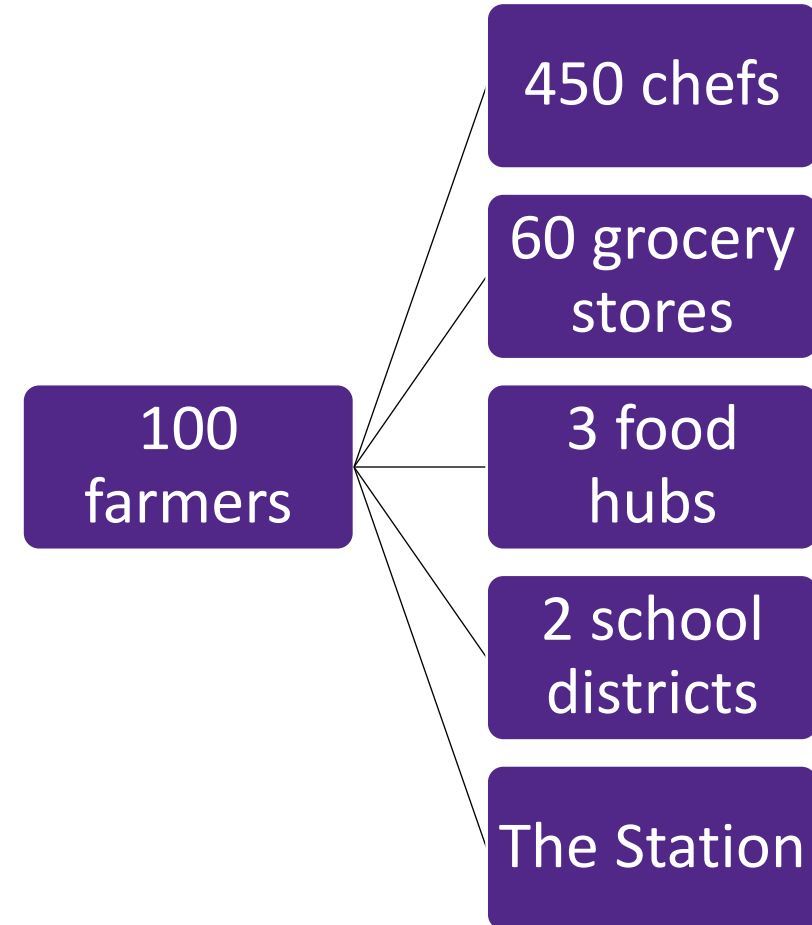 450 chefs
60 grocery
stores
100
farmers
3 food
hubs
2 school
districts
The Station